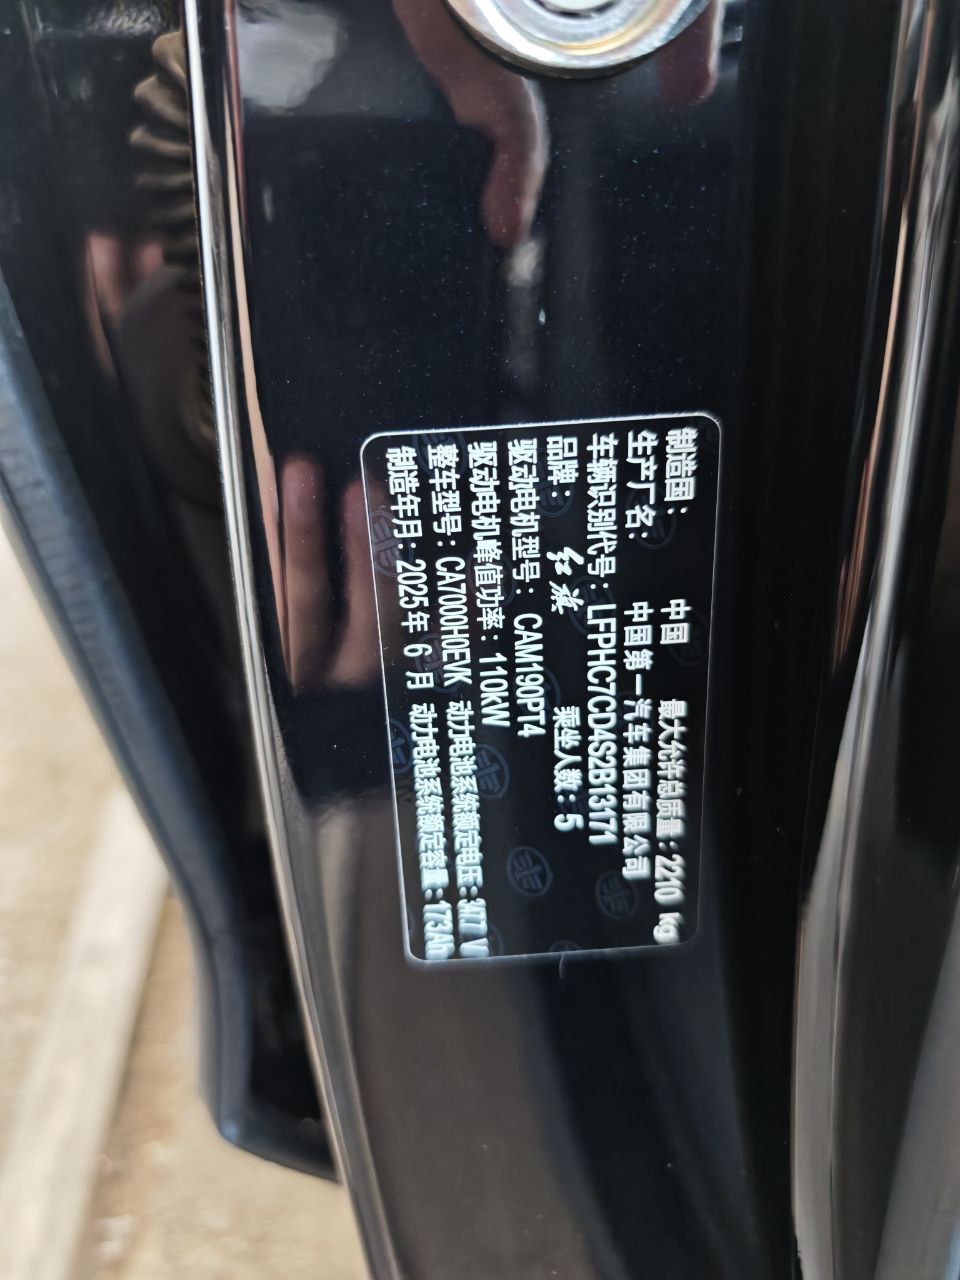 制造国： 中国 最大允许总质量：2210 kg
生产厂名： 中国第一汽车集团有限公司
车辆识别代号：LFPHC7CD4S2B13171
品牌： 红旗 乘坐人数：5
驱动电机型号：CAM190PT4
驱动电机峰值功率：110kW
整车型号：CA7000H0EVK 动力电池系统额定电压：347.7 V
制造年月：2025年 6 月 动力电池系统额定容量：173Ah